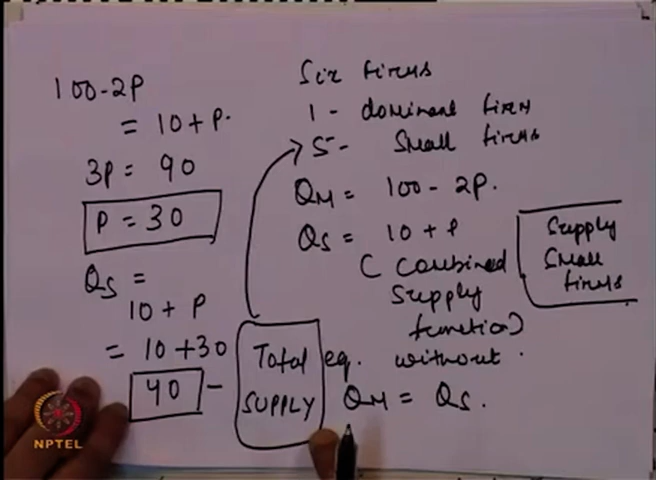 100-2P
= 10+P.
3P = 90
P = 30
QS =
10 + P
= 10+30
40 -
Total
SUPPLY
Six firms
1 - dominant firm
5 - Small firms
QM = 100 - 2P.
QS = 10 + P
( Combined
Supply
function)
eq. without.
QM = QS.
Supply
Small
firms
NPTEL